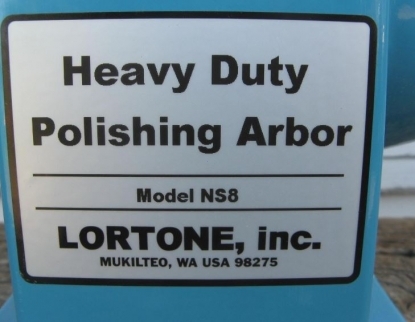 Heavy Duty
Polishing Arbor
Model NS8
LORTONE, inc.
MUKILTEO, WA USA 98275